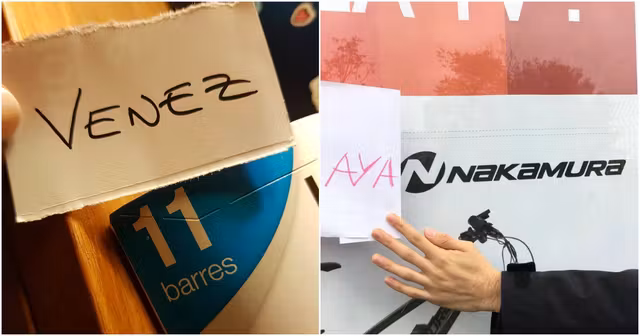 VENEZ
11
barres
AYA
NAKAMURA